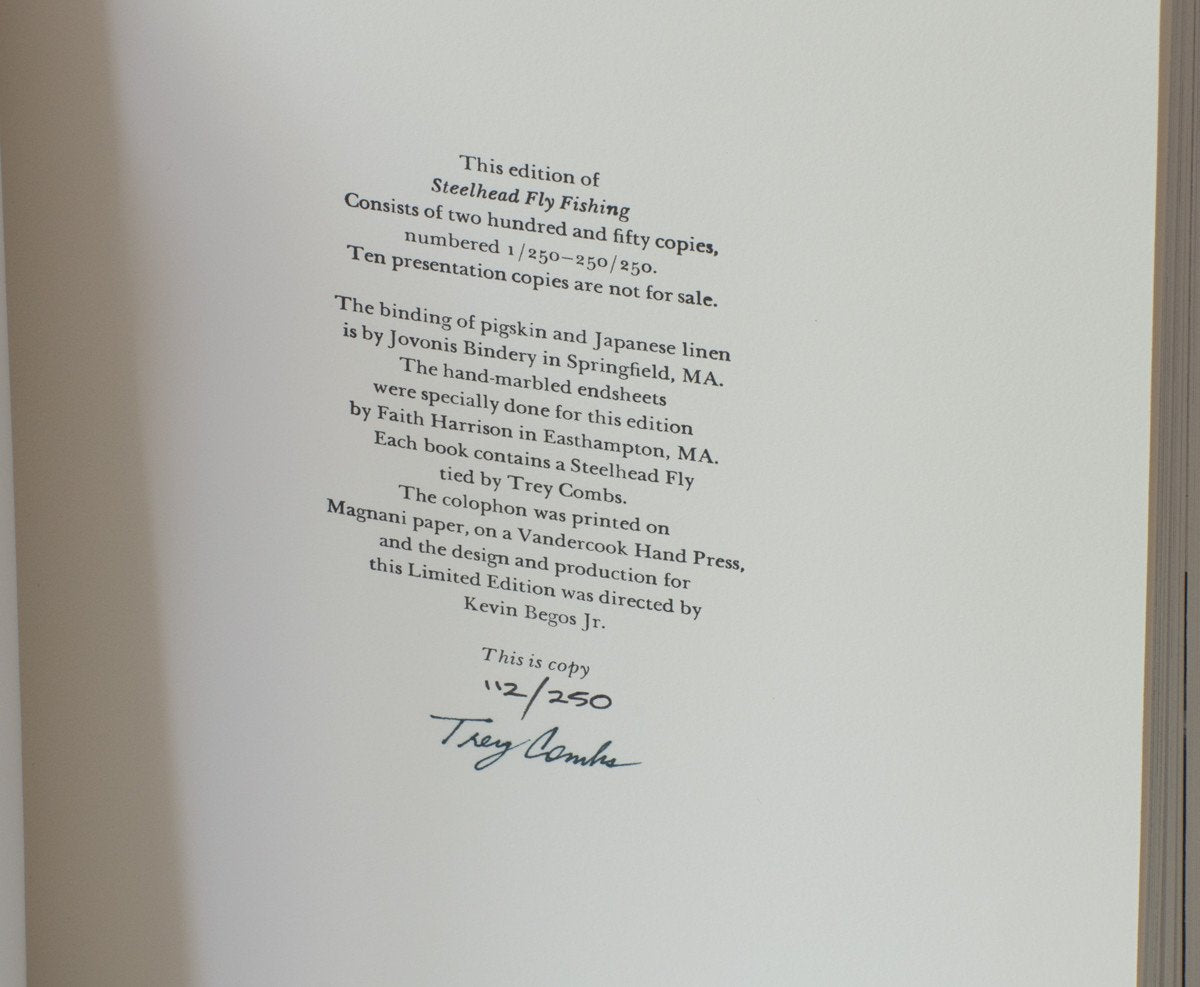 This edition of
Steelhead Fly Fishing
Consists of two hundred and fifty copies,
numbered 1/250–250/250.
Ten presentation copies are not for sale.
The binding of pigskin and Japanese linen
is by Jovonis Bindery in Springfield, MA.
The hand-marbled endsheets
were specially done for this edition
by Faith Harrison in Easthampton, MA.
Each book contains a Steelhead Fly
tied by Trey Combs.
The colophon was printed on
Magnani paper, on a Vandercook Hand Press,
and the design and production for
this Limited Edition was directed by
Kevin Begos Jr.
This is copy
112/250
Trey Combs